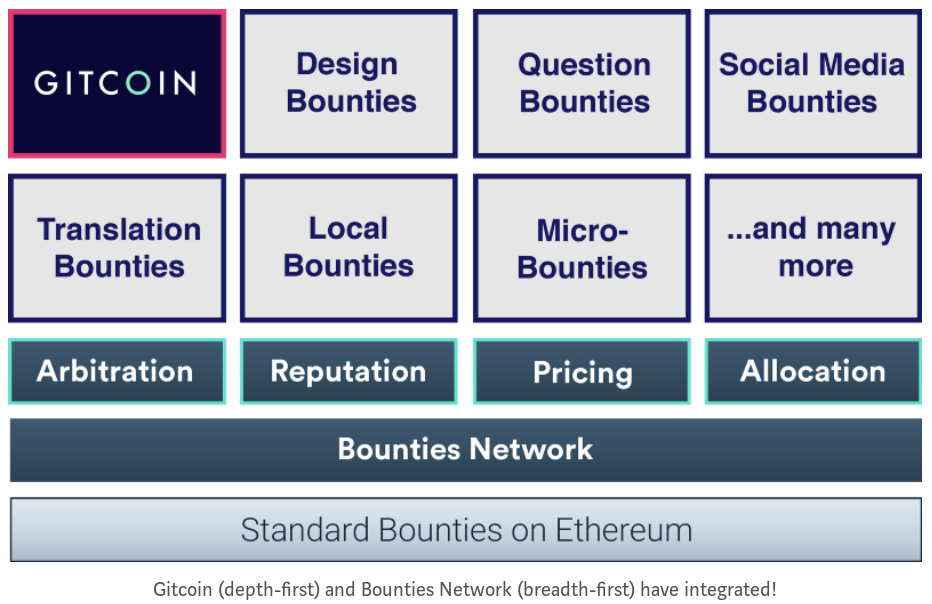 GITCOIN
Design
Bounties
Question
Bounties
Social Media
Bounties
Translation
Bounties
Local
Bounties
Micro-
Bounties
...and many
more
Arbitration
Reputation
Pricing
Allocation
Bounties Network
Standard Bounties on Ethereum
Gitcoin (depth-first) and Bounties Network (breadth-first) have integrated!